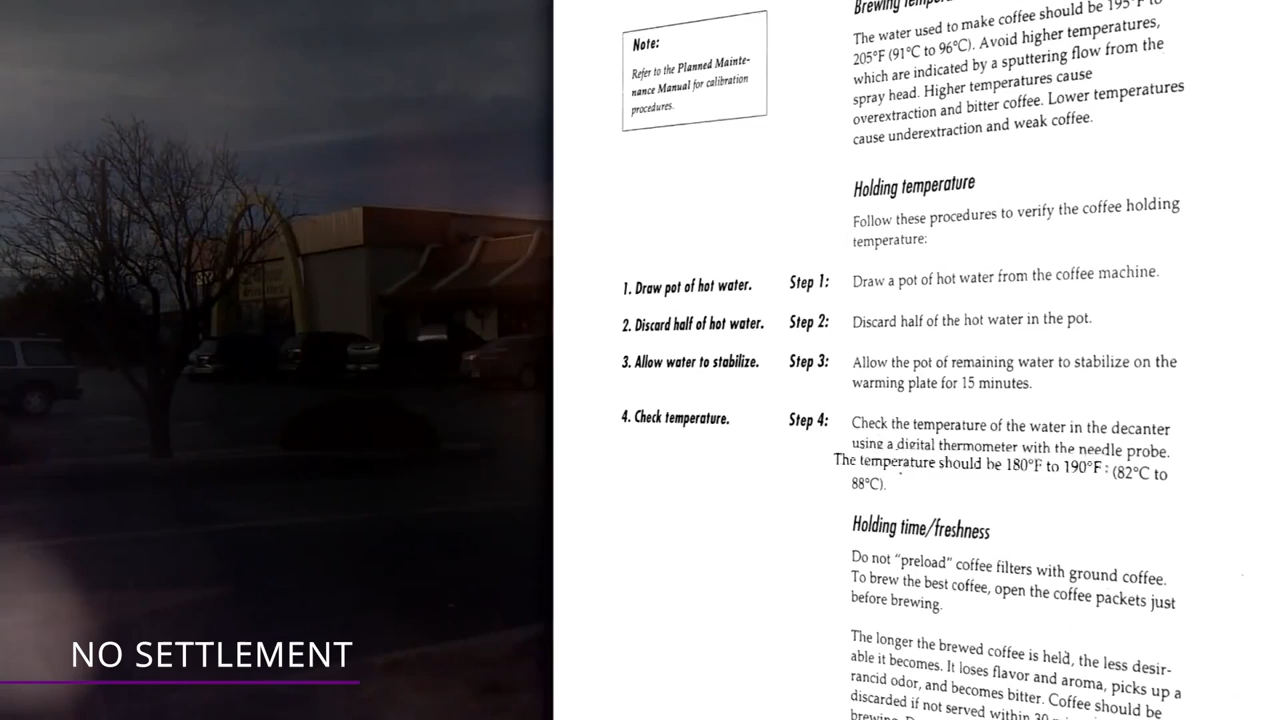 Brewing
The water used to make coffee should be 195°F to
205°F (91°C to 96°C). Avoid higher temperatures,
which are indicated by a sputtering flow from the
spray head. Higher temperatures cause
overextraction and bitter coffee. Lower temperatures
cause underextraction and weak coffee.
Note:
Refer to the Planned Mainte-
nance Manual for calibration
procedures.
Holding temperature
Follow these procedures to verify the coffee holding
temperature:
1. Draw pot of hot water. Step 1: Draw a pot of hot water from the coffee machine.
2. Discard half of hot water. Step 2: Discard half of the hot water in the pot.
3. Allow water to stabilize. Step 3: Allow the pot of remaining water to stabilize on the
warming plate for 15 minutes.
4. Check temperature. Step 4: Check the temperature of the water in the decanter
using a digital thermometer with the needle probe.
The temperature should be 180°F to 190°F : (82°C to
88°C).
Holding time/freshness
Do not "preload" coffee filters with ground coffee.
To brew the best coffee, open the coffee packets just
before brewing.
The longer the brewed coffee is held, the less desir-
able it becomes. It loses flavor and aroma, picks up a
rancid odor, and becomes bitter. Coffee should be
discarded if not served within 30
brewing.
NO SETTLEMENT